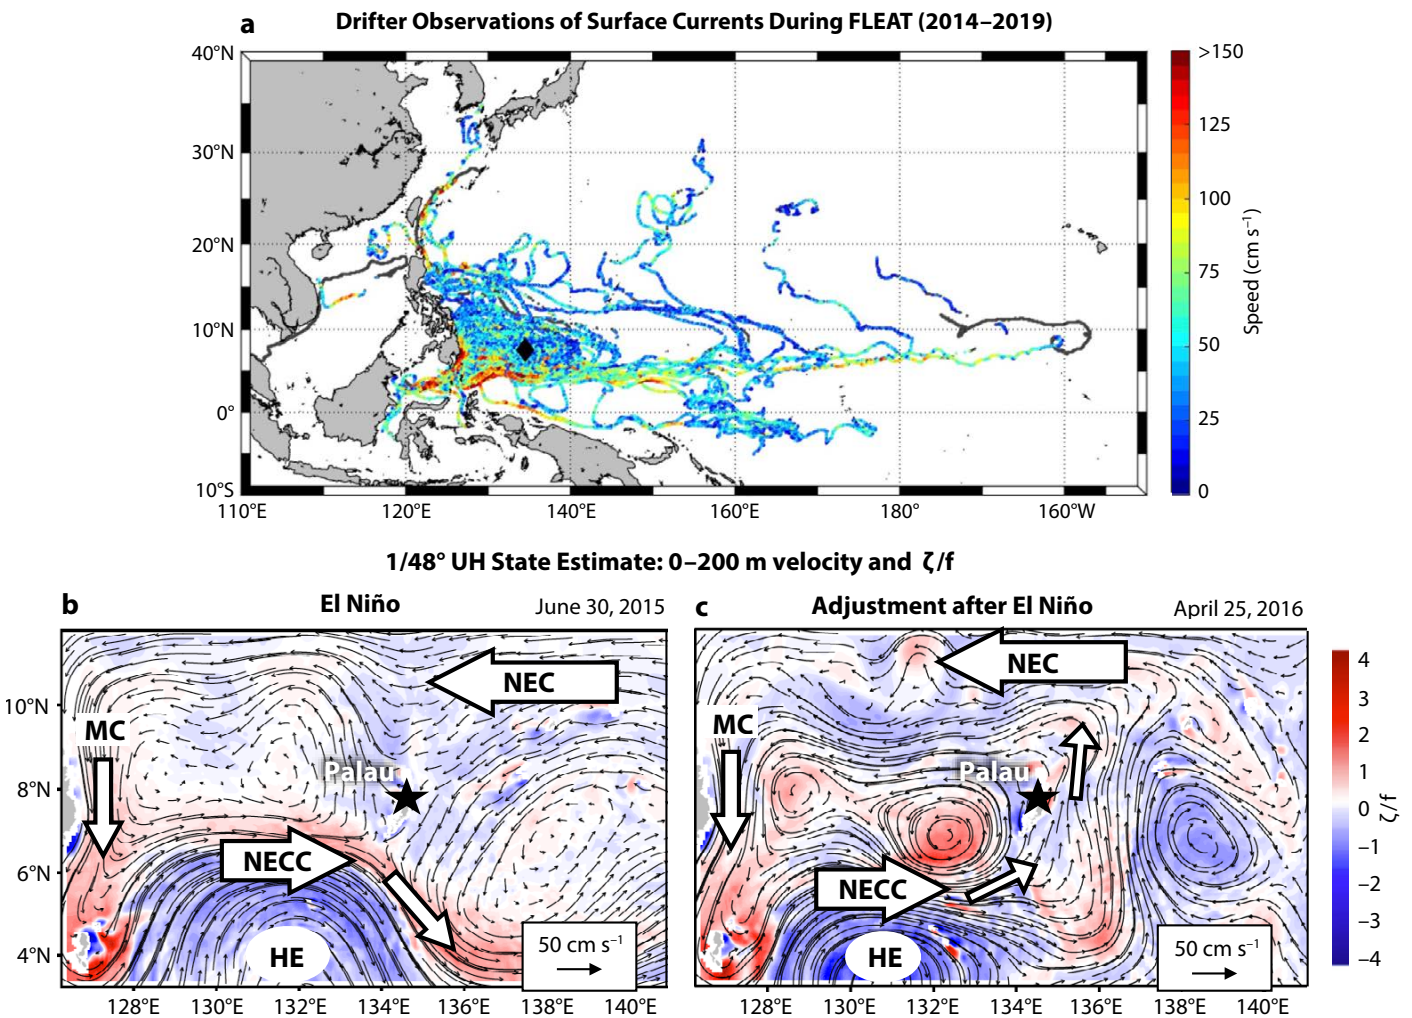 a Drifter Observations of Surface Currents During FLEAT (2014–2019)
40°N
30°N
20°N
10°N
0°
10°S
110°E 120°E 140°E 160°E 180° 160°W
>150
125
100
75
50
25
0
Speed (cm s⁻¹)
1/48° UH State Estimate: 0–200 m velocity and ζ/f
b El Niño June 30, 2015
NEC
MC
Palau
NECC
HE
50 cm s⁻¹
10°N
8°N
6°N
4°N
128°E 130°E 132°E 134°E 136°E 138°E 140°E
c Adjustment after El Niño April 25, 2016
NEC
MC
Palau
NECC
HE
50 cm s⁻¹
128°E 130°E 132°E 134°E 136°E 138°E 140°E
4
3
2
1
0
−1
−2
−3
−4
ζ/f